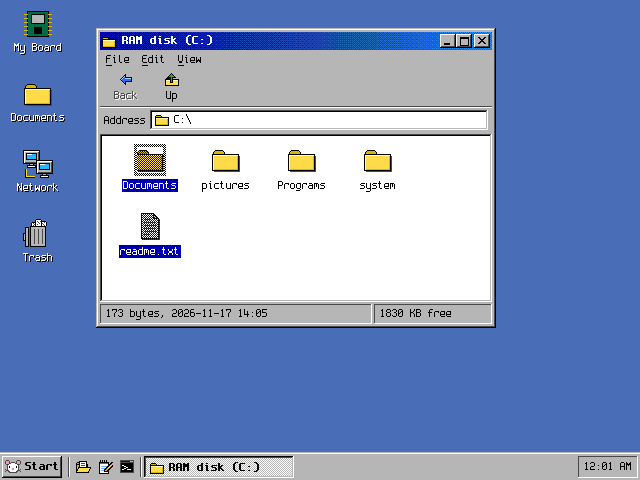 My Board
Documents
Network
Trash
RAM disk (C:)
File Edit View
Back Up
Address C:\
Documents pictures Programs system
readme.txt
173 bytes, 2026-11-17 14:05 1830 KB free
Start RAM disk (C:) 12:01 AM